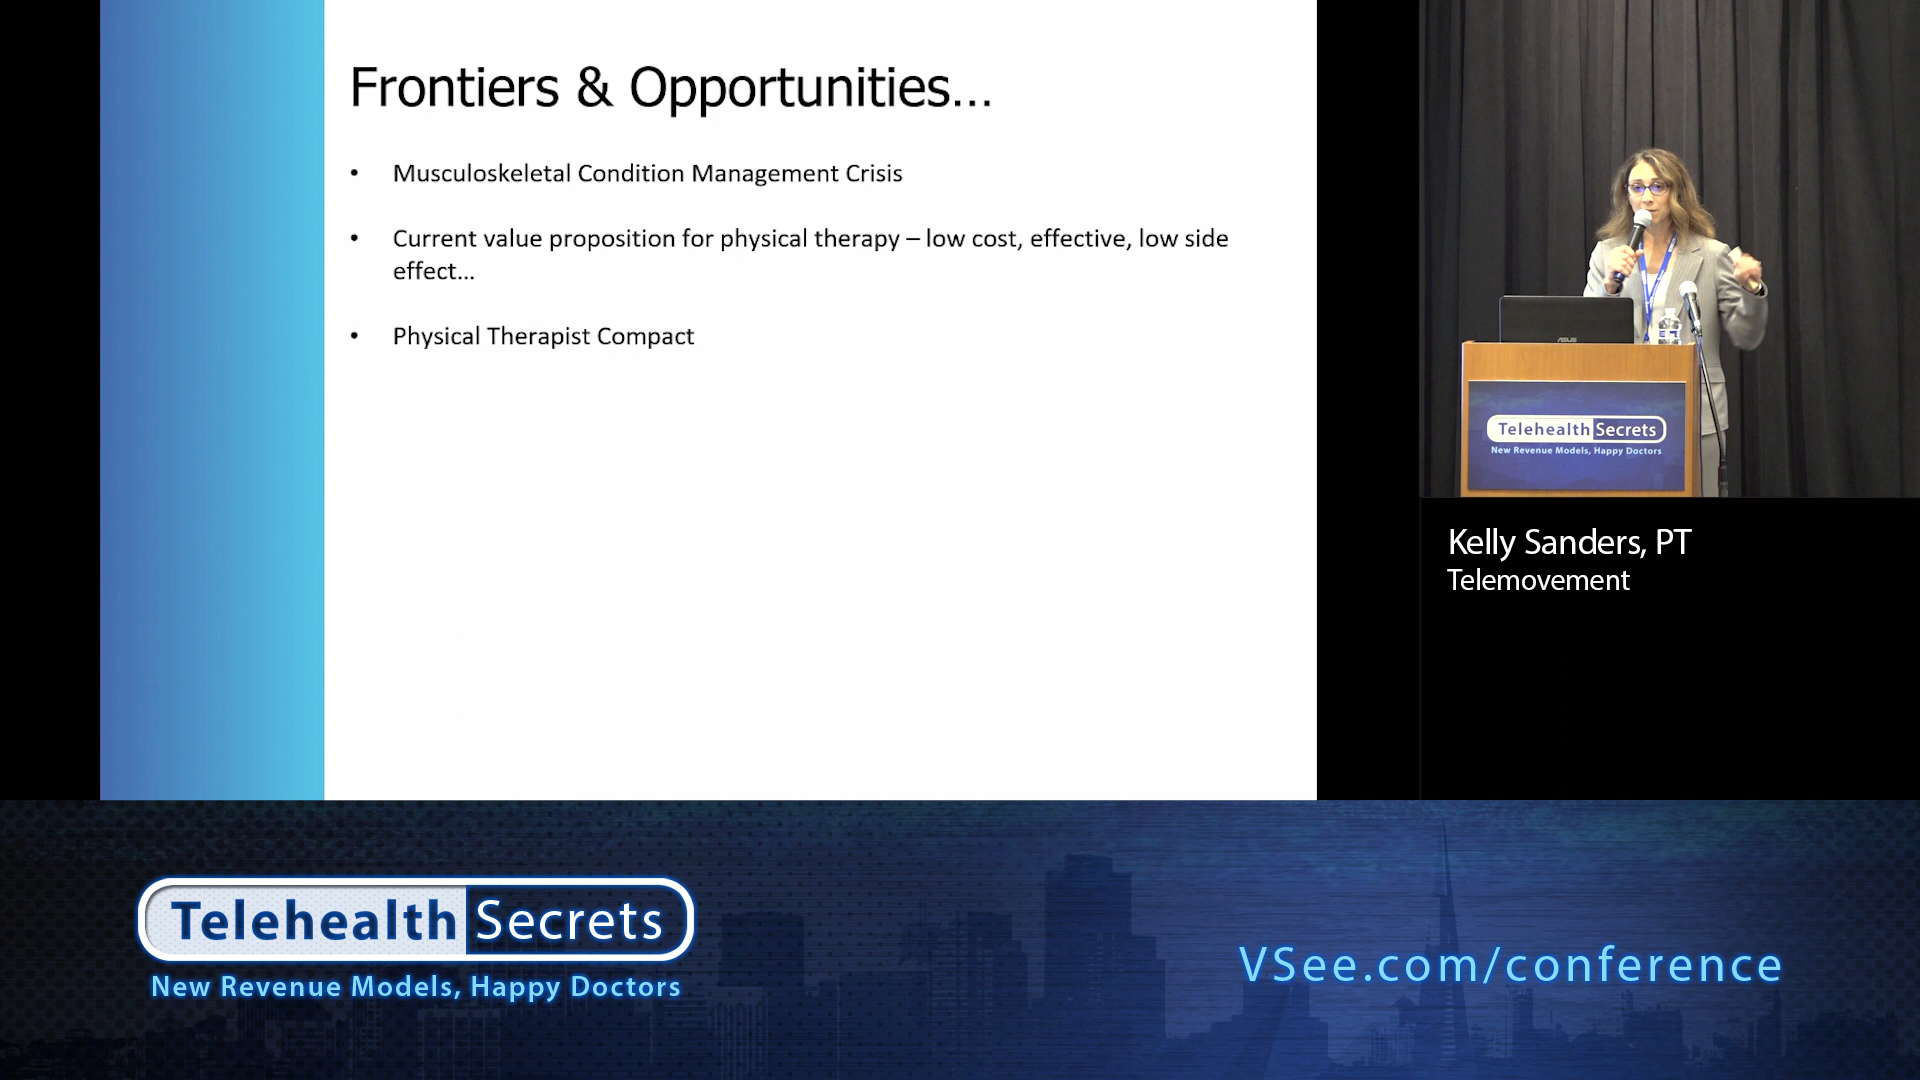 Frontiers & Opportunities...
• Musculoskeletal Condition Management Crisis
• Current value proposition for physical therapy – low cost, effective, low side
effect...
• Physical Therapist Compact
ASUS
Telehealth Secrets
New Revenue Models, Happy Doctors
Kelly Sanders, PT
Telemovement
Telehealth Secrets
New Revenue Models, Happy Doctors
VSee.com/conference